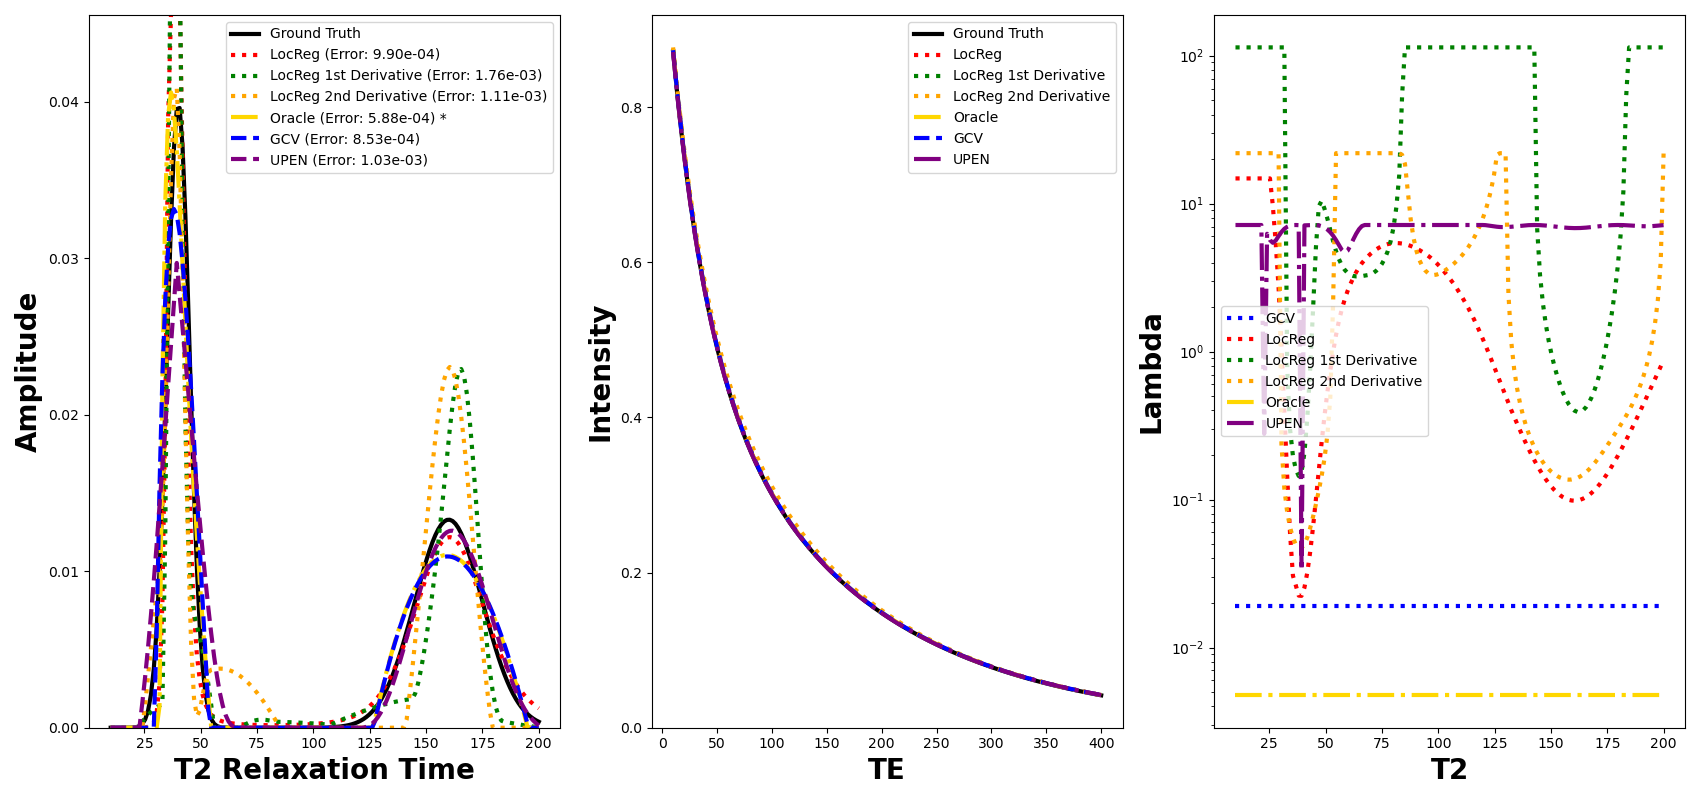 Ground Truth
LocReg (Error: 9.90e-04)
LocReg 1st Derivative (Error: 1.76e-03)
LocReg 2nd Derivative (Error: 1.11e-03)
Oracle (Error: 5.88e-04) *
GCV (Error: 8.53e-04)
UPEN (Error: 1.03e-03)
0.04
0.03
0.02
0.01
0.00
Amplitude
25 50 75 100 125 150 175 200
T2 Relaxation Time
Ground Truth
LocReg
LocReg 1st Derivative
LocReg 2nd Derivative
Oracle
GCV
UPEN
0.8
0.6
0.4
0.2
0.0
Intensity
0 50 100 150 200 250 300 350 400
TE
10²
10¹
10⁰
10⁻¹
10⁻²
Lambda
GCV
LocReg
LocReg 1st Derivative
LocReg 2nd Derivative
Oracle
UPEN
25 50 75 100 125 150 175 200
T2